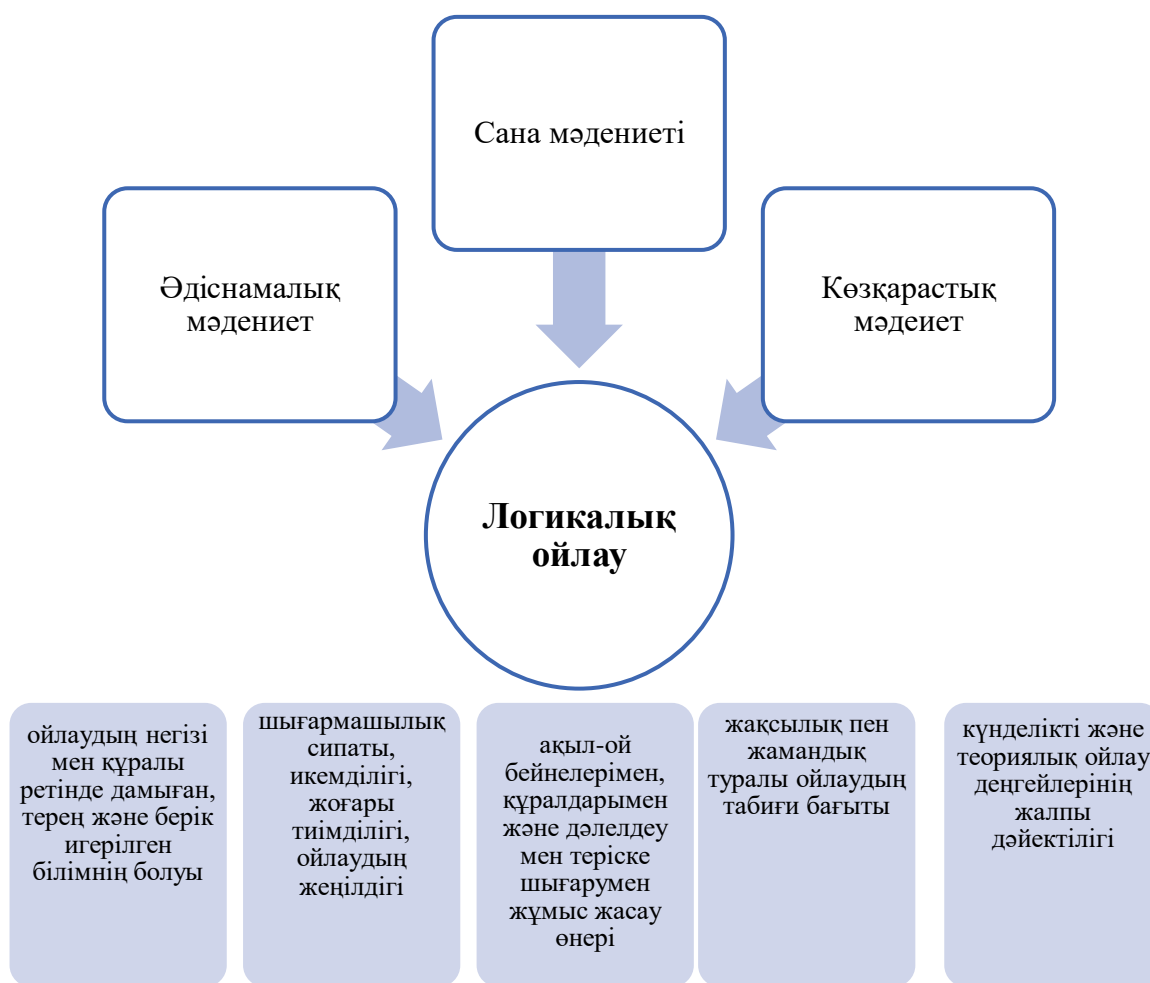 Сана мәдениеті
Әдіснамалық
мәдениет
Көзқарастық
мәдеиет
Логикалық
ойлау
ойлаудың негізі
мен құралы
ретінде дамыған,
терең және берік
игерілген
білімнің болуы
шығармашылық
сипаты,
икемділігі,
жоғары
тиімділігі,
ойлаудың
жеңілдігі
ақыл-ой
бейнелерімен,
құралдарымен
және дәлелдеу
мен теріске
шығарумен
жұмыс жасау
өнері
жақсылық пен
жамандық
туралы ойлаудың
табиғи бағыты
күнделікті және
теориялық ойлау
деңгейлерінің
жалпы
дәйектілігі